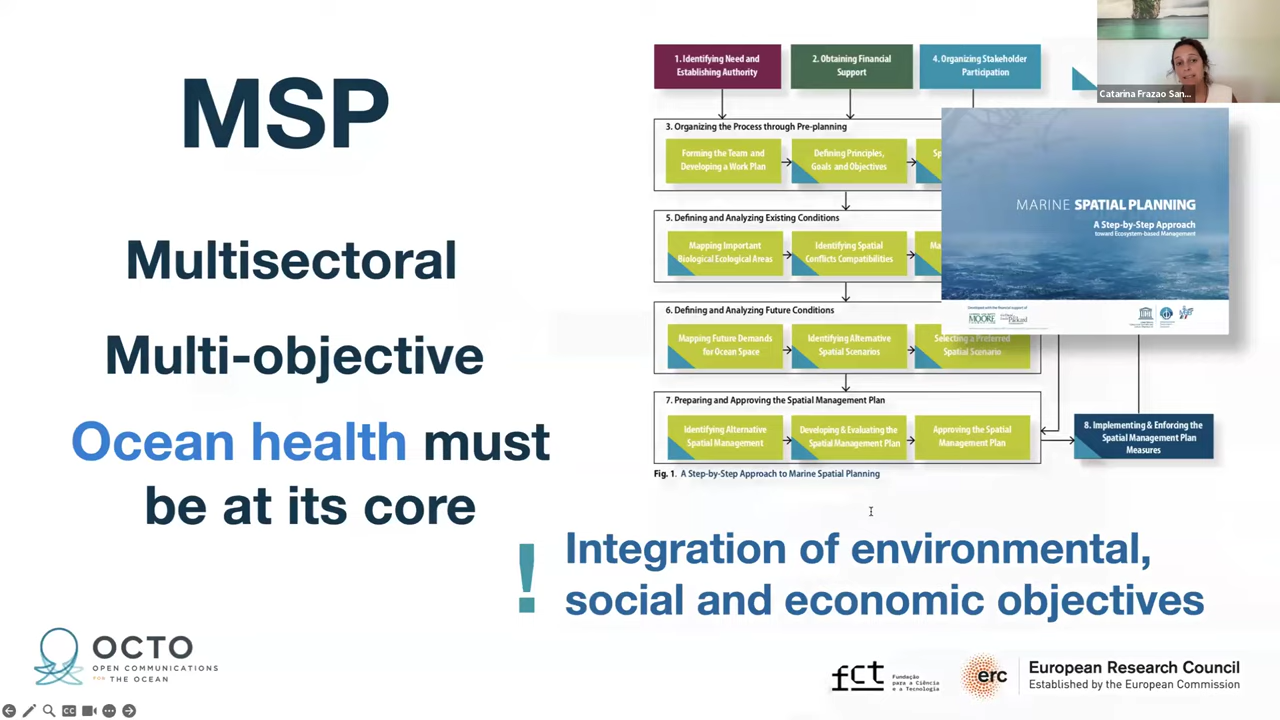 MSP
Multisectoral
Multi-objective
Ocean health must
be at its core
1. Identifying Need and
Establishing Authority
2. Obtaining Financial
Support
4. Organizing Stakeholder
Participation
3. Organizing the Process through Pre-planning
Forming the Team and
Developing a Work Plan
Defining Principles,
Goals and Objectives
5. Defining and Analyzing Existing Conditions
Mapping Important
Biological Ecological Areas
Identifying Spatial
Conflicts Compatibilities
6. Defining and Analyzing Future Conditions
Mapping Future Demands
for Ocean Space
Identifying Alternative
Spatial Scenarios
Selecting a Preferred
Spatial Scenario
7. Preparing and Approving the Spatial Management Plan
Identifying Alternative
Spatial Management
Developing & Evaluating the
Spatial Management Plan
Approving the Spatial
Management Plan
8. Implementing & Enforcing the
Spatial Management Plan
Measures
Fig. 1. A Step-by-Step Approach to Marine Spatial Planning
Catarina Frazao San...
MARINE SPATIAL PLANNING
A Step-by-Step Approach
toward Ecosystem-based Management
MOORE
Packard
! Integration of environmental,
social and economic objectives
OCTO
OPEN COMMUNICATIONS
FOR THE OCEAN
fct
Fundação
para a Ciência
e a Tecnologia
erc
European Research Council
Established by the European Commission
CC